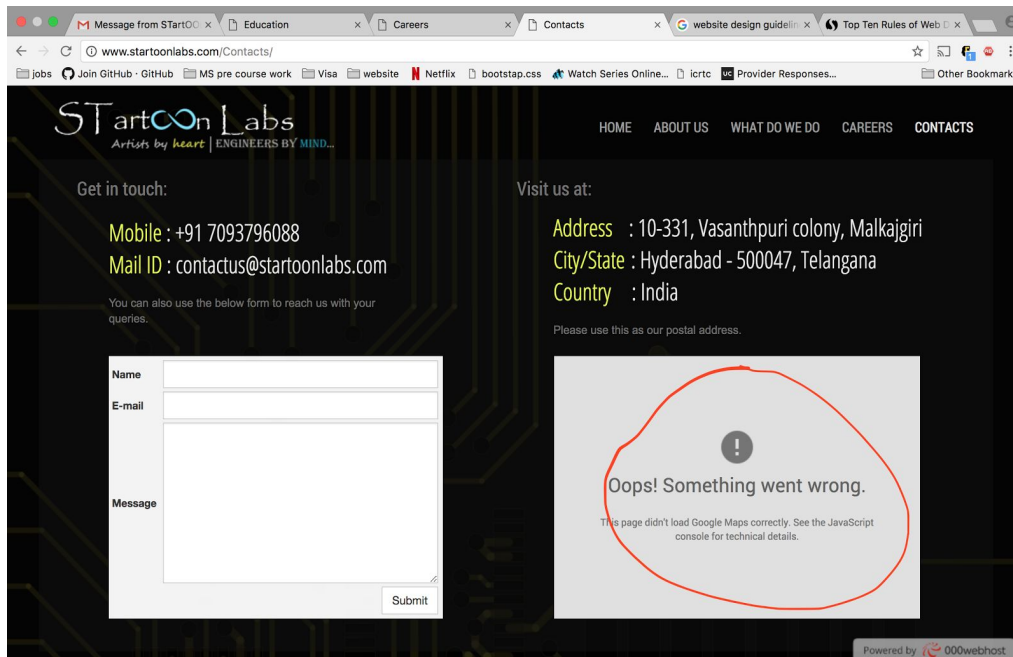 Message from STartOO
Education
Careers
Contacts
website design guidelin
Top Ten Rules of Web D
www.startoonlabs.com/Contacts/
jobs Join GitHub · GitHub MS pre course work Visa website Netflix bootstap.css Watch Series Online... icrtc Provider Responses... Other Bookmark
STartOOn Labs
Artists by heart | ENGINEERS BY MIND...
HOME ABOUT US WHAT DO WE DO CAREERS CONTACTS
Get in touch:
Mobile : +91 7093796088
Mail ID : contactus@startoonlabs.com
You can also use the below form to reach us with your
queries.
Name
E-mail
Message
Submit
Visit us at:
Address : 10-331, Vasanthpuri colony, Malkajgiri
City/State : Hyderabad - 500047, Telangana
Country : India
Please use this as our postal address.
Oops! Something went wrong.
This page didn't load Google Maps correctly. See the JavaScript
console for technical details.
Powered by 000webhost